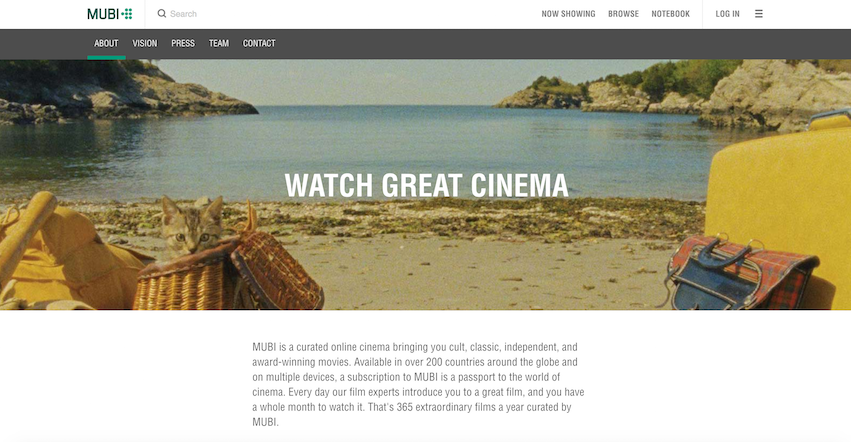 MUBI
Search
NOW SHOWING BROWSE NOTEBOOK LOG IN
ABOUT VISION PRESS TEAM CONTACT
WATCH GREAT CINEMA
MUBI is a curated online cinema bringing you cult, classic, independent, and
award-winning movies. Available in over 200 countries around the globe and
on multiple devices, a subscription to MUBI is a passport to the world of
cinema. Every day our film experts introduce you to a great film, and you have
a whole month to watch it. That's 365 extraordinary films a year curated by
MUBI.